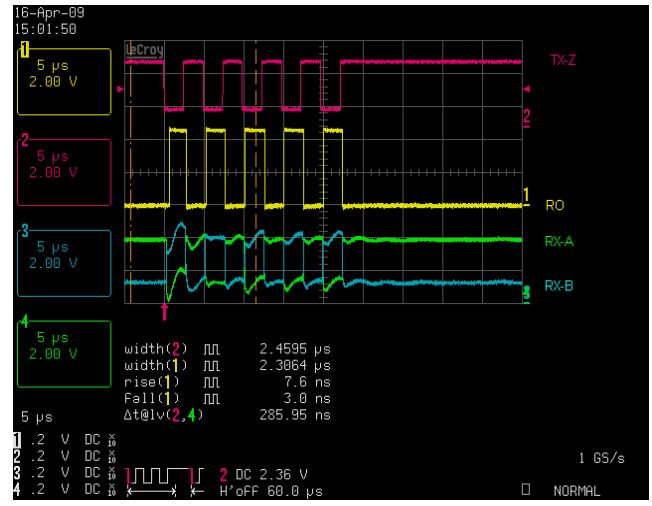 16-Apr-09
15:01:50
1
5 µs
2.00 V
2
5 µs
2.00 V
3
5 µs
2.00 V
4
5 µs
2.00 V
LeCroy
TX-Z
2
1
RO
RX-A
RX-B
width(2) 2.4595 µs
width(1) 2.3064 µs
rise(1) 7.6 ns
fall(1) 3.0 ns
Δt@lv(2,4) 285.95 ns
5 µs
1 .2 V DC ×10
2 .2 V DC ×10
3 .2 V DC ×10
4 .2 V DC ×10
2 DC 2.36 V
H'off 60.0 µs
1 GS/s
NORMAL